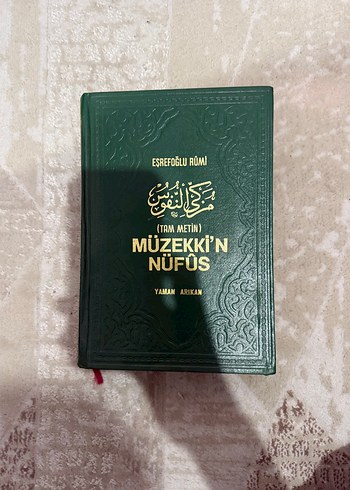 EŞREFOĞLU RÛMÎ
مزكى النفوس
(TAM METİN)
MÜZEKKİ'N
NÜFÛS
YAMAN ARIKAN